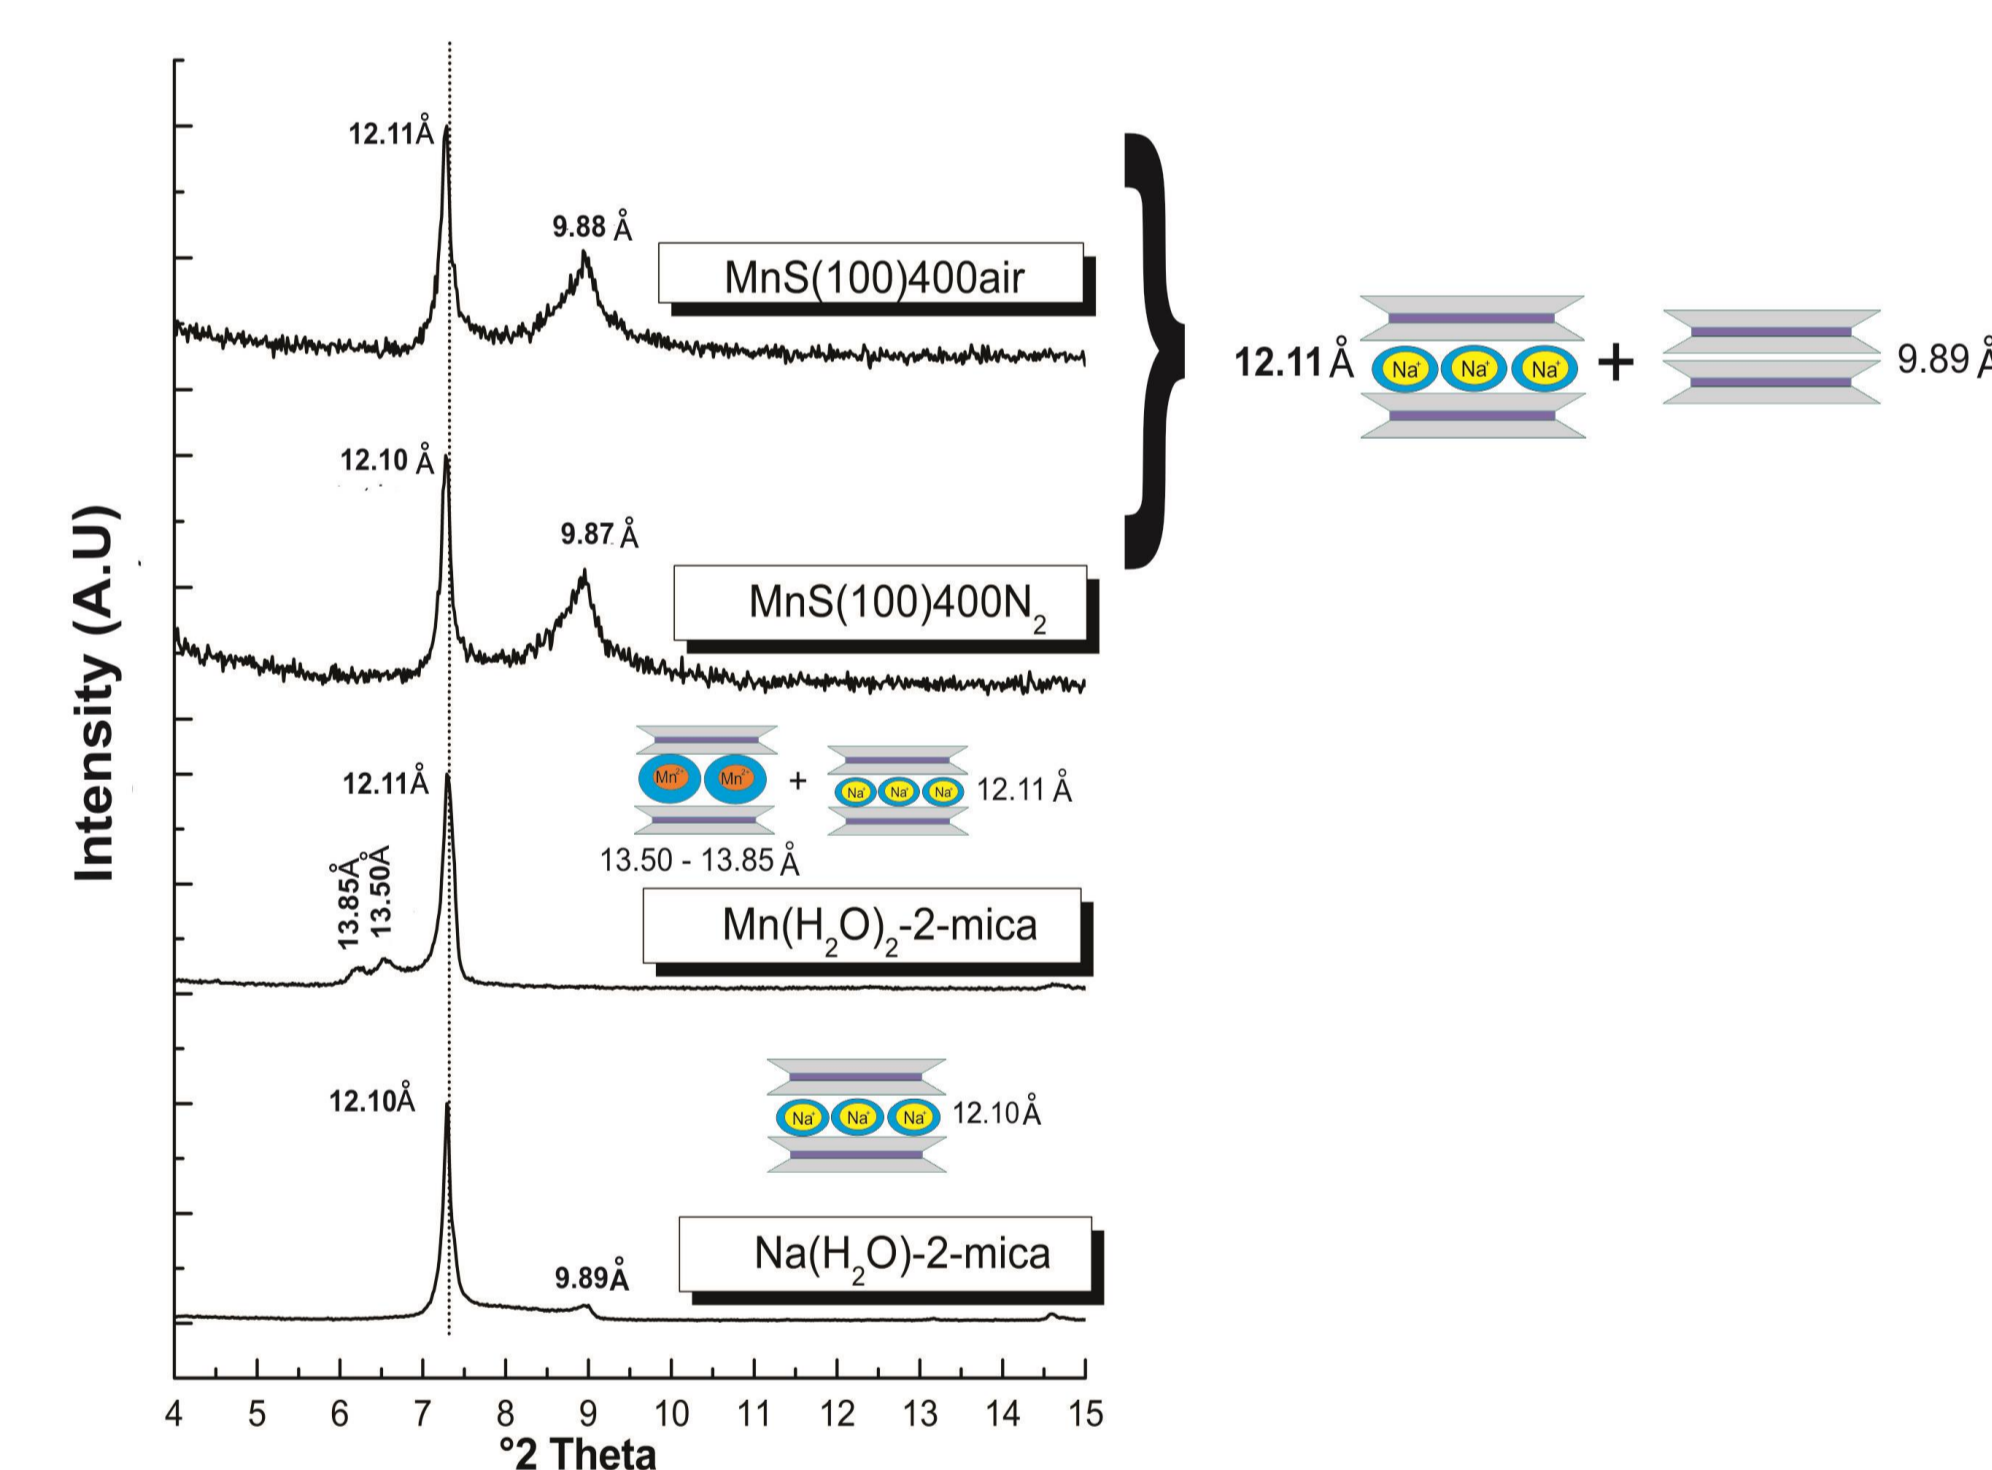 12.11Å
9.88 Å
MnS(100)400air
12.11 Å
Na⁺ Na⁺ Na⁺
+
9.89 Å
12.10 Å
9.87 Å
MnS(100)400N₂
Intensity (A.U)
12.11Å
Mn²⁺ Mn²⁺
+
Na⁺ Na⁺ Na⁺
12.11 Å
13.50 - 13.85 Å
13.85Å
13.50Å
Mn(H₂O)₂-2-mica
12.10Å
Na⁺ Na⁺ Na⁺
12.10Å
Na(H₂O)-2-mica
9.89Å
4 5 6 7 8 9 10 11 12 13 14 15
°2 Theta